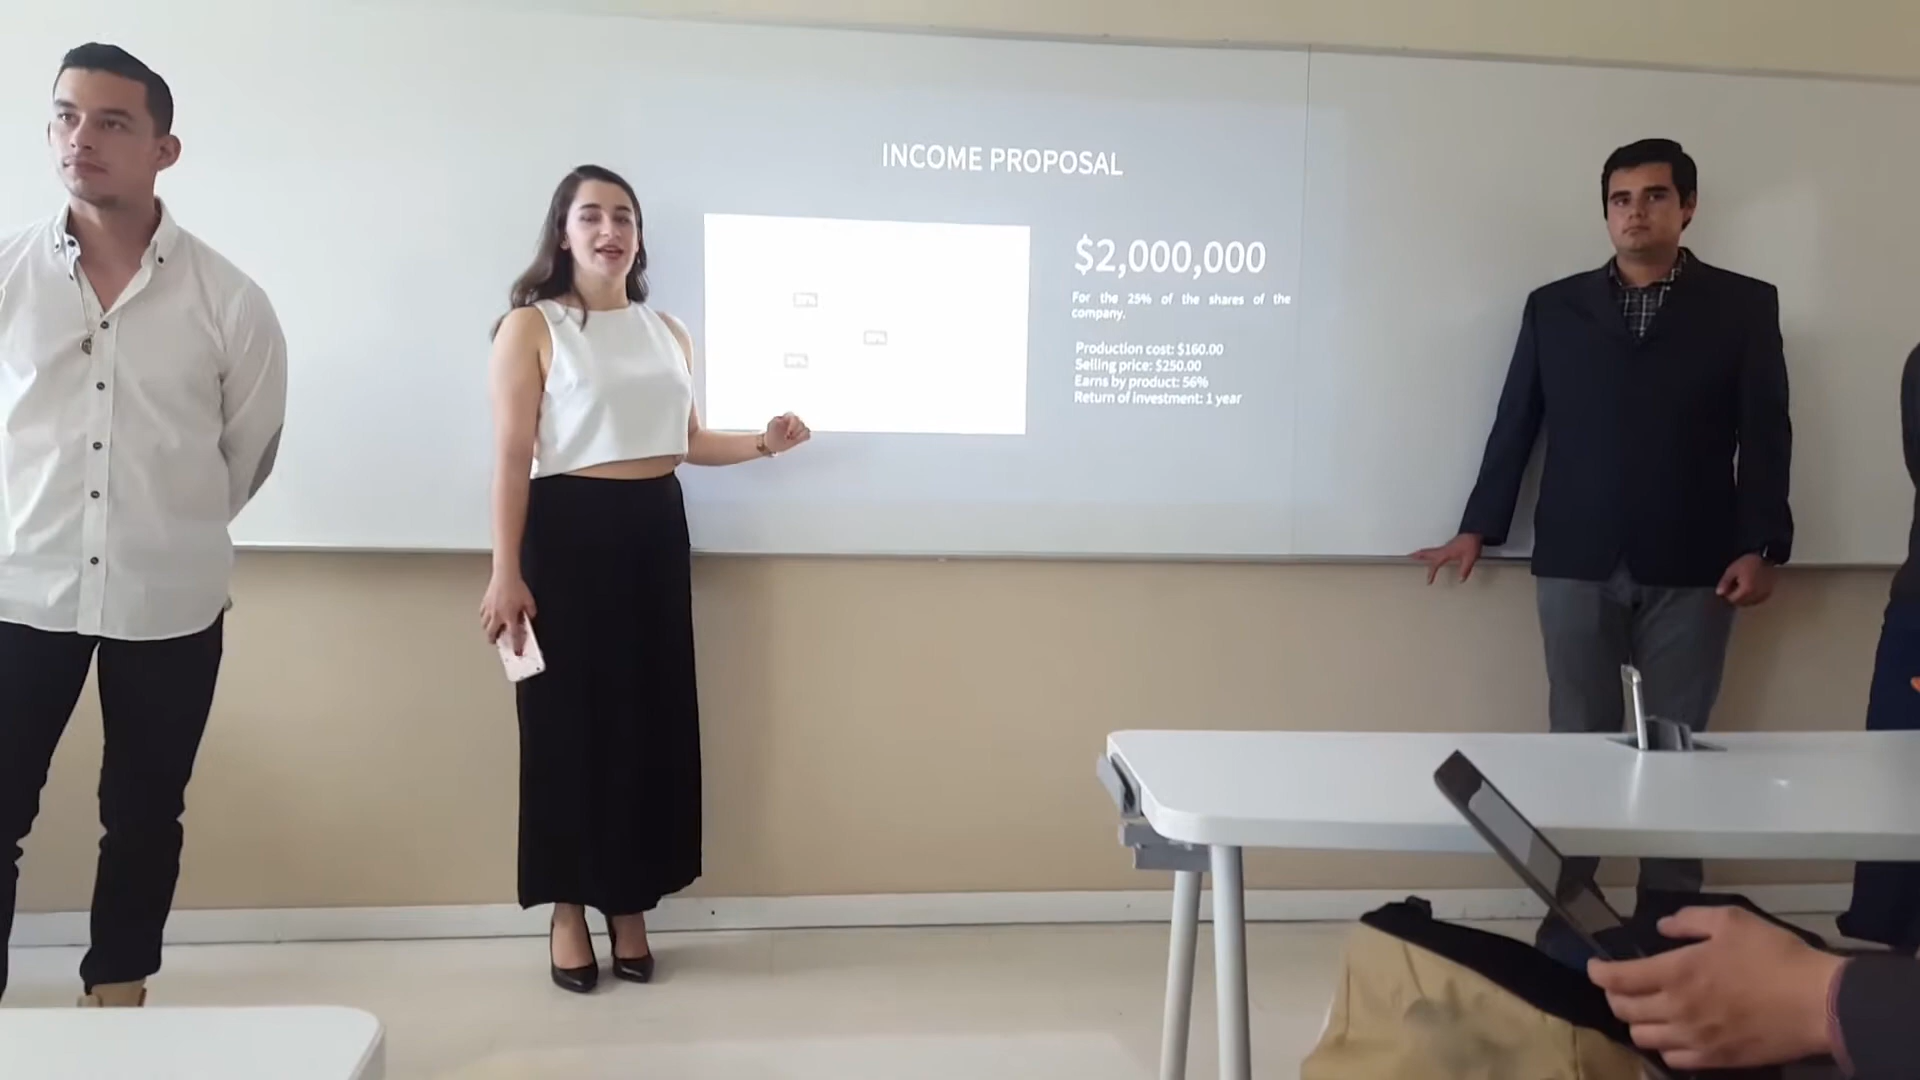 INCOME PROPOSAL
$2,000,000
For the 25% of the shares of the
company.
Production cost: $160.00
Selling price: $250.00
Earns by product: 56%
Return of investment: 1 year